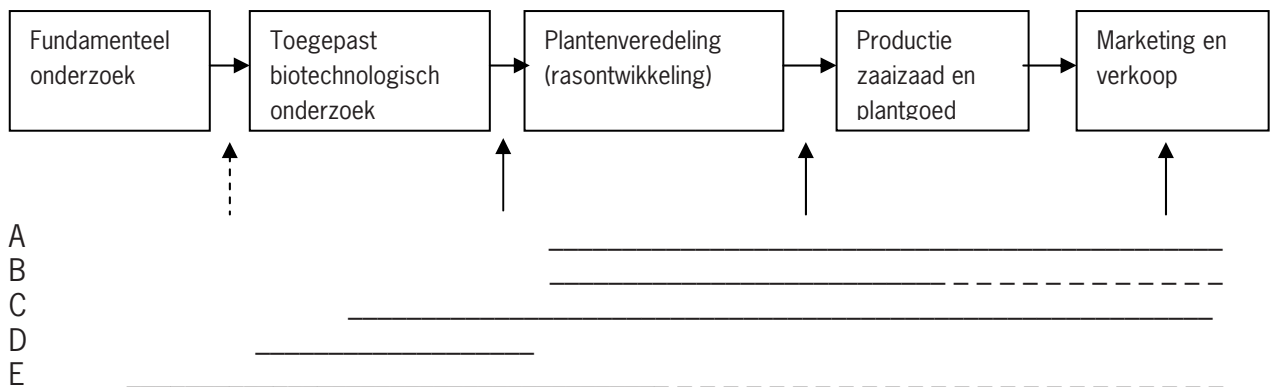 Fundamenteel
onderzoek
Toegepast
biotechnologisch
onderzoek
Plantenveredeling
(rasontwikkeling)
Productie
zaaizaad en
plantgoed
Marketing en
verkoop
A
B
C
D
E